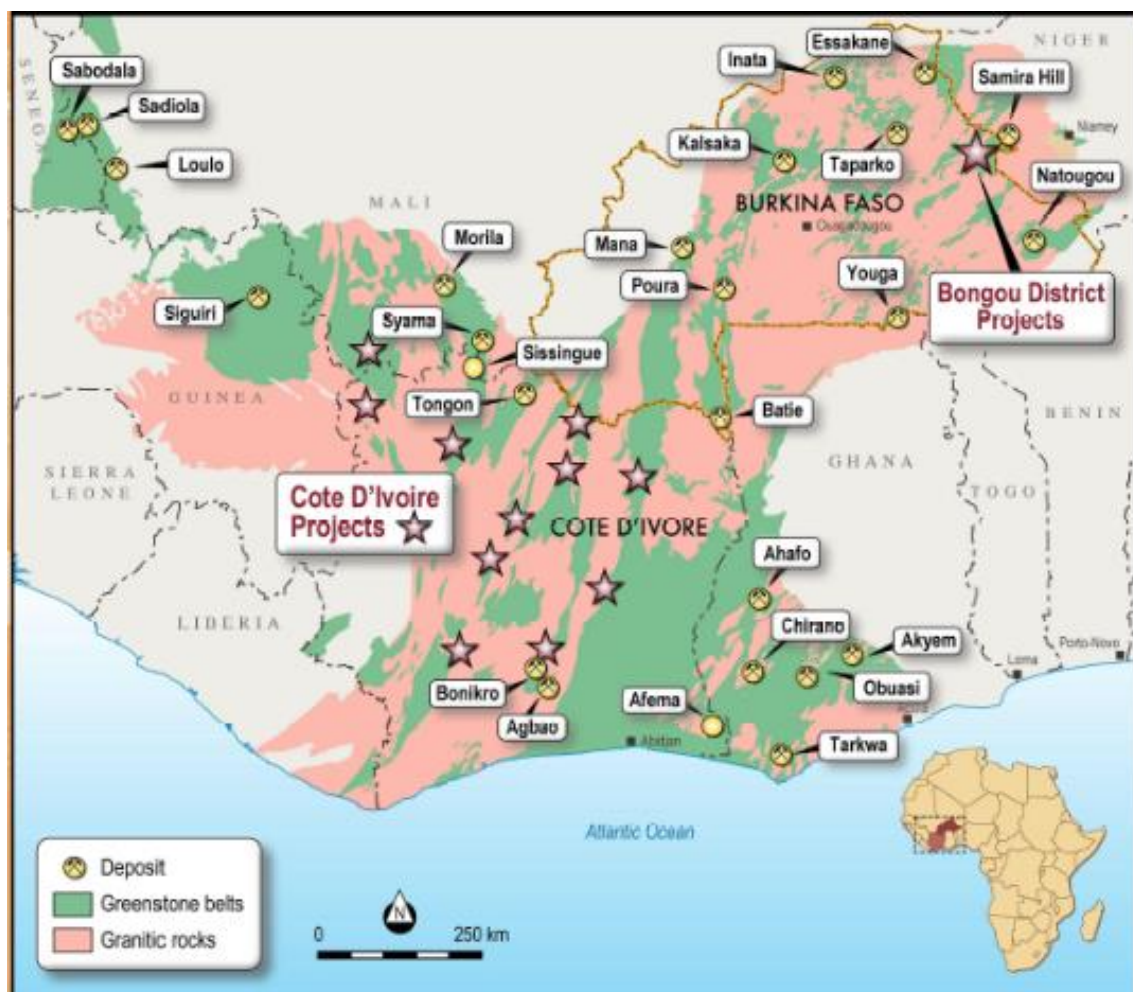 Sabodala
Sadiola
Loulo
SENEG
MALI
Siguiri
Morila
Syama
Sissingue
Tongon
GUINEA
SIERRA
LEONE
LIBERIA
Cote D'Ivoire
Projects
COTE D'IVORE
Bonikro
Agbao
Abidjan
Inata
Essakane
NIGER
Samira Hill
Niamey
Kalsaka
Taparko
Natougou
BURKINA FASO
Ouagadougou
Mana
Poura
Youga
Bongou District
Projects
Batie
GHANA
TOGO
BENIN
Ahafo
Chirano
Akyem
Obuasi
Afema
Tarkwa
Accra
Lome
Porto-Novo
Atlantic Ocean
Deposit
Greenstone belts
Granitic rocks
N
0 250 km